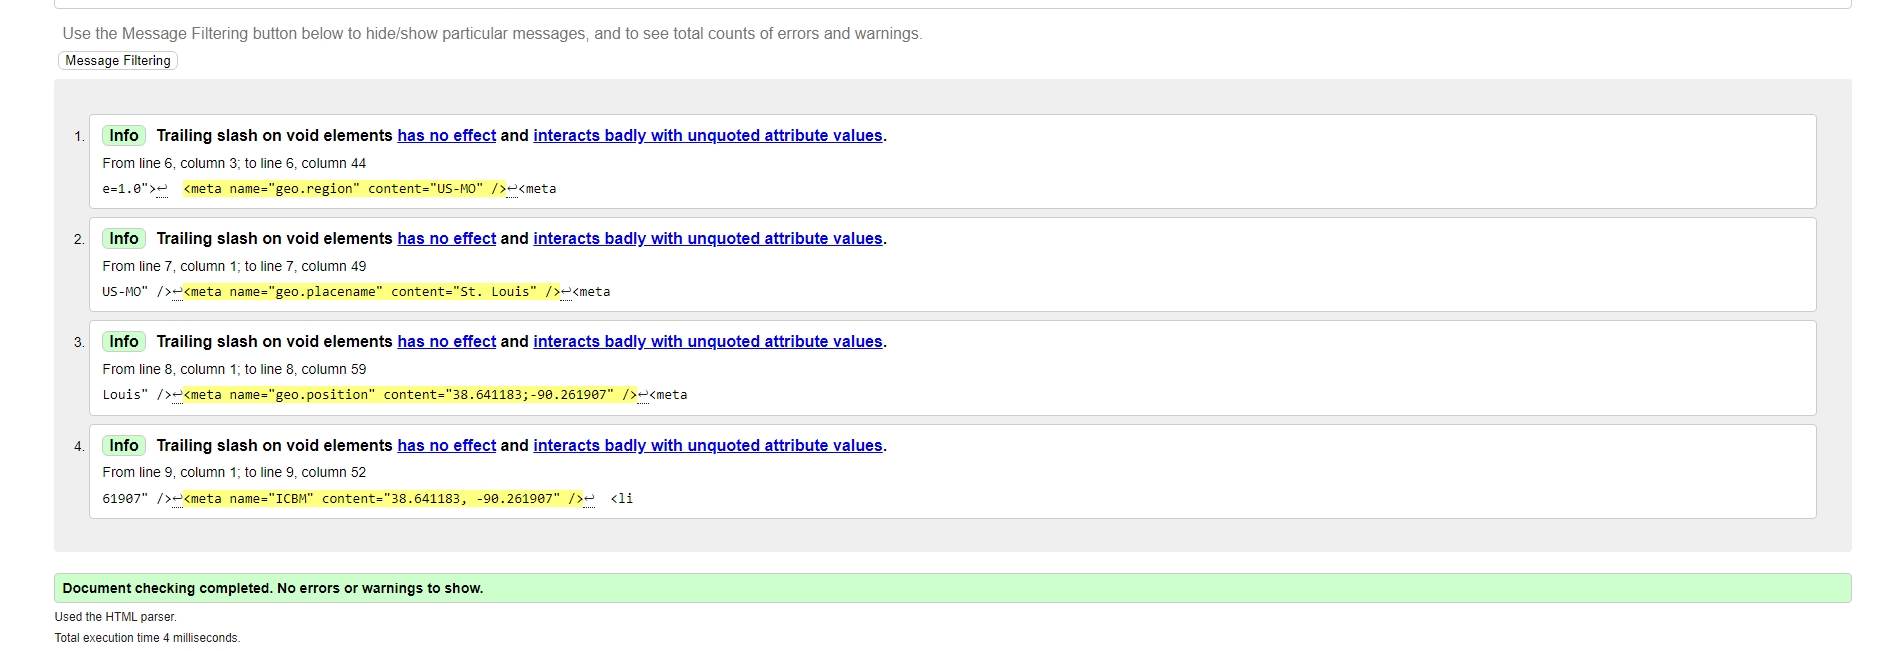 Use the Message Filtering button below to hide/show particular messages, and to see total counts of errors and warnings.
Message Filtering
1. Info Trailing slash on void elements has no effect and interacts badly with unquoted attribute values.
From line 6, column 3; to line 6, column 44
e=1.0">↩  <meta name="geo.region" content="US-MO" />↩<meta
2. Info Trailing slash on void elements has no effect and interacts badly with unquoted attribute values.
From line 7, column 1; to line 7, column 49
US-MO" />↩<meta name="geo.placename" content="St. Louis" />↩<meta
3. Info Trailing slash on void elements has no effect and interacts badly with unquoted attribute values.
From line 8, column 1; to line 8, column 59
Louis" />↩<meta name="geo.position" content="38.641183;-90.261907" />↩<meta
4. Info Trailing slash on void elements has no effect and interacts badly with unquoted attribute values.
From line 9, column 1; to line 9, column 52
61907" />↩<meta name="ICBM" content="38.641183, -90.261907" />↩  <li
Document checking completed. No errors or warnings to show.
Used the HTML parser.
Total execution time 4 milliseconds.